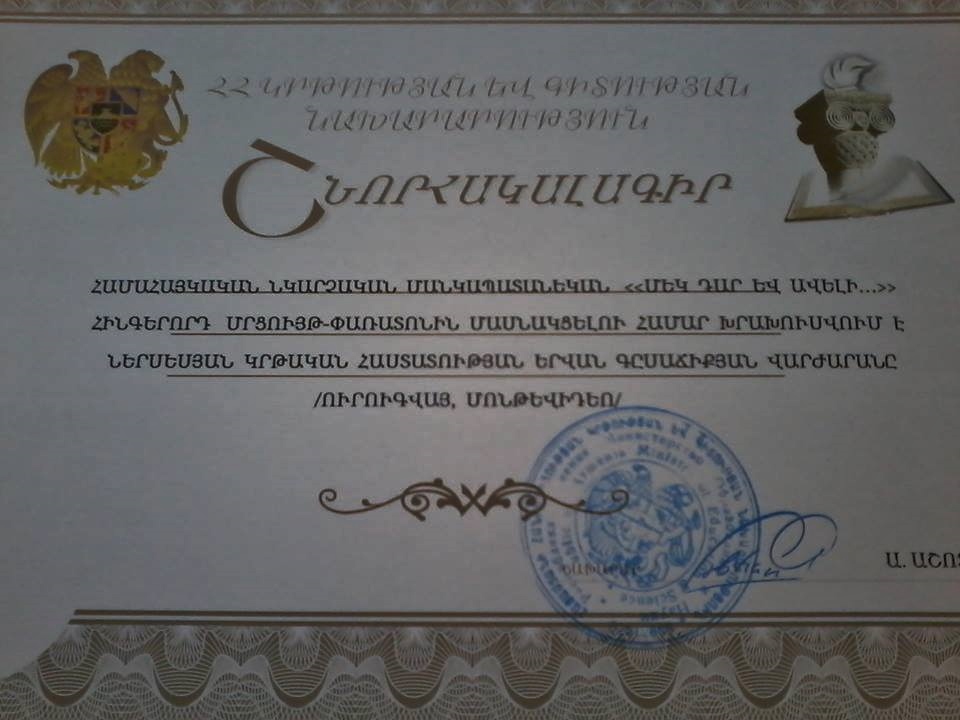 ՀՀ ԿՐԹՈՒԹՅԱՆ ԵՎ ԳԻՏՈՒԹՅԱՆ
ՆԱԽԱՐԱՐՈՒԹՅՈՒՆ
ՇՆՈՐՀԱԿԱԼԱԳԻՐ
ՀԱՄԱՀԱՅԿԱԿԱՆ ՆԿԱՐՉԱԿԱՆ ՄԱՆԿԱՊԱՏԱՆԵԿԱՆ <<ՄԵԿ ԴԱՐ ԵՎ ԱՎԵԼԻ...>>
ՀԻՆԳԵՐՈՐԴ ՄՐՑՈՒՅԹ-ՓԱՌԱՏՈՆԻՆ ՄԱՍՆԱԿՑԵԼՈՒ ՀԱՄԱՐ ԽՐԱԽՈՒՍՎՈՒՄ Է
ՆԵՐՍԵՍՅԱՆ ԿՐԹԱԿԱՆ ՀԱՍՏԱՏՈՒԹՅԱՆ ԵՐՎԱՆ ԳԸՍԱՃԻՔՅԱՆ ՎԱՐԺԱՐԱՆԸ
/ՈՒՐՈՒԳՎԱՅ, ՄՈՆԹԵՎԻԴԵՈ/
Ա. ԱՇՈՏ